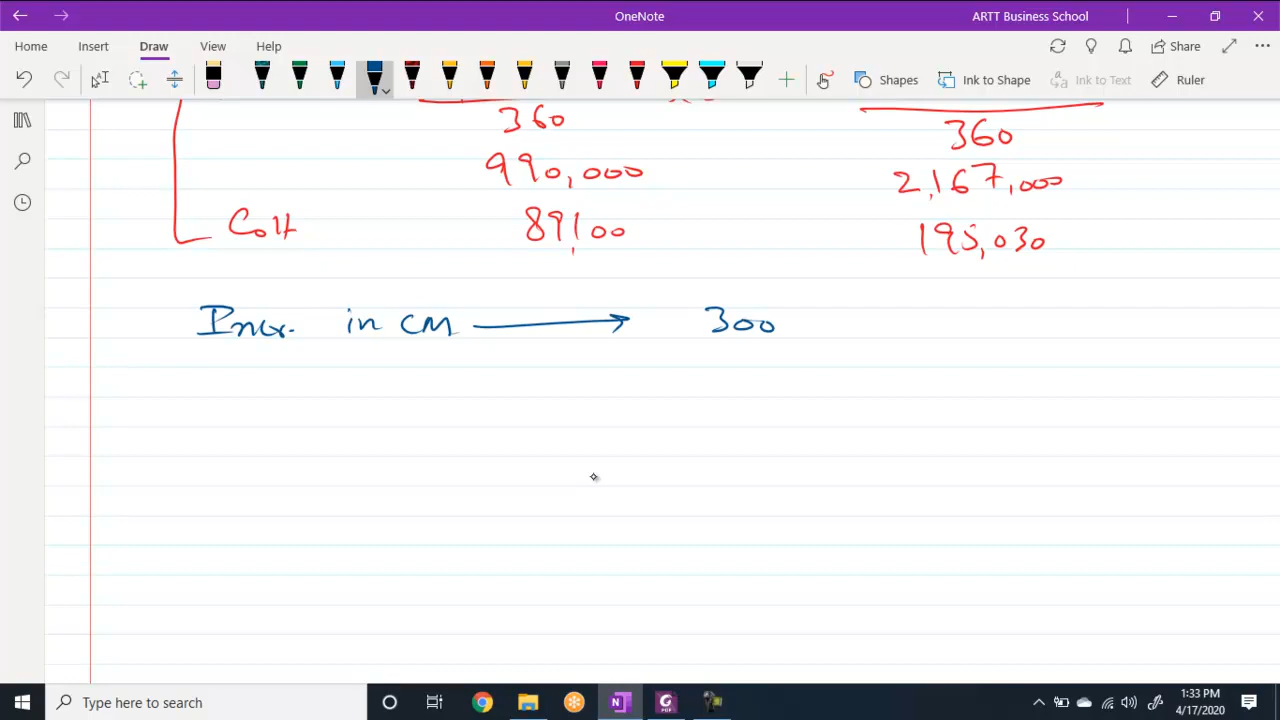 OneNote
ARTT Business School
Home Insert Draw View Help
Share
Shapes
Ink to Shape
Ink to Text
Ruler
360 360
990,000 2,167,000
CoH 89,100 195,030
Incr. in CM → 300
Type here to search
1:33 PM
4/17/2020